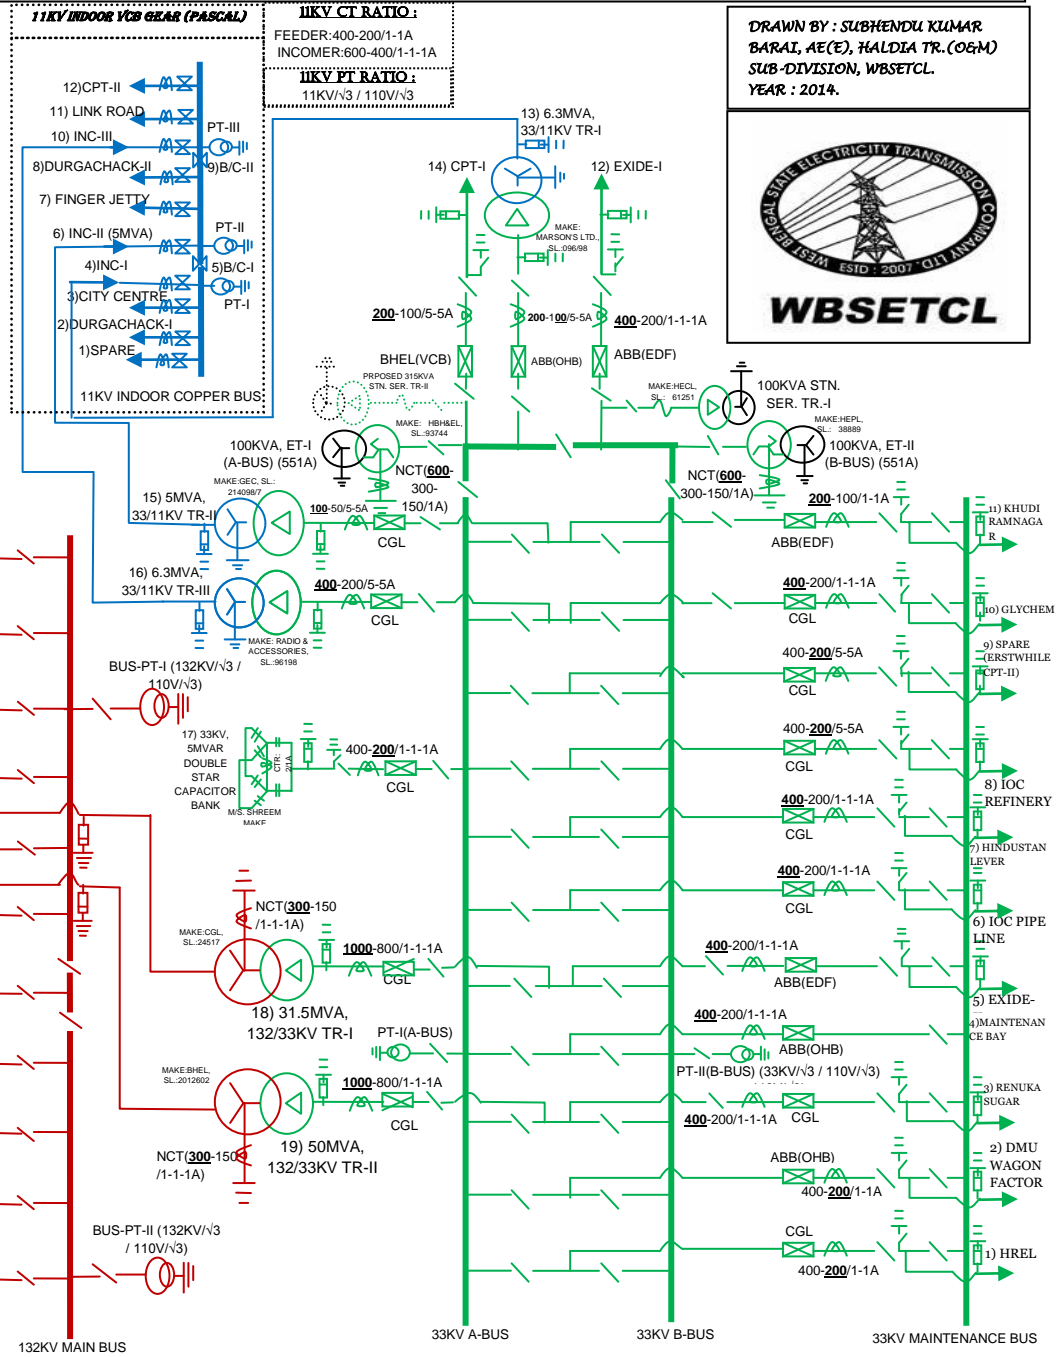 11KV INDOOR VCB GEAR (PASCAL)
11KV CT RATIO :
FEEDER:400-200/1-1A
INCOMER:600-400/1-1-1A
11KV PT RATIO :
11KV/√3 / 110V/√3
DRAWN BY : SUBHENDU KUMAR
BARAI, AE(E), HALDIA TR.(O&M)
SUB-DIVISION, WBSETCL.
YEAR : 2014.
WEST BENGAL STATE ELECTRICITY TRANSMISSION COMPANY LTD.
ESTD : 2007
WBSETCL
12)CPT-II
11) LINK ROAD
10) INC-III
PT-III
8)DURGACHACK-II
9)B/C-II
7) FINGER JETTY
6) INC-II (5MVA)
PT-II
4)INC-I
5)B/C-I
3)CITY CENTRE
PT-I
2)DURGACHACK-I
1)SPARE
11KV INDOOR COPPER BUS
13) 6.3MVA,
33/11KV TR-I
14) CPT-I
12) EXIDE-I
MAKE:
MARSON'S LTD.,
SL.:096/98
200-100/5-5A
200-100/5-5A
400-200/1-1-1A
BHEL(VCB)
ABB(OHB)
ABB(EDF)
PRPOSED 315KVA
STN. SER. TR-II
MAKE:HECL,
SL.: 61251
100KVA STN.
SER. TR.-I
MAKE: HBH&EL,
SL.:93744
MAKE:HEPL,
SL.: 38889
100KVA, ET-I
(A-BUS) (551A)
100KVA, ET-II
(B-BUS) (551A)
NCT(600-
300-
150/1A)
NCT(600-
300-150/1A)
MAKE:GEC, SL.:
214098/7
15) 5MVA,
33/11KV TR-II
100-50/5-5A
CGL
200-100/1-1A
ABB(EDF)
11) KHUDI
RAMNAGA
R
16) 6.3MVA,
33/11KV TR-III
400-200/5-5A
CGL
MAKE: RADIO &
ACCESSORIES,
SL.:96198
400-200/1-1-1A
CGL
10) GLYCHEM
BUS-PT-I (132KV/√3 /
110V/√3)
400-200/5-5A
CGL
9) SPARE
(ERSTWHILE
CPT-II)
17) 33KV,
5MVAR
DOUBLE
STAR
CAPACITOR
BANK
CTR:
2/1A
M/S. SHREEM
MAKE
400-200/1-1-1A
CGL
400-200/5-5A
CGL
8) IOC
REFINERY
400-200/1-1-1A
CGL
7) HINDUSTAN
LEVER
400-200/1-1-1A
CGL
6) IOC PIPE
LINE
NCT(300-150
/1-1-1A)
MAKE:CGL,
SL.:24517
1000-800/1-1-1A
CGL
18) 31.5MVA,
132/33KV TR-I
400-200/1-1-1A
ABB(EDF)
5) EXIDE-
400-200/1-1-1A
ABB(OHB)
4)MAINTENAN
CE BAY
PT-I(A-BUS)
PT-II(B-BUS) (33KV/√3 / 110V/√3)
MAKE:BHEL,
SL.:2012602
1000-800/1-1-1A
CGL
19) 50MVA,
132/33KV TR-II
NCT(300-150
/1-1-1A)
400-200/1-1-1A
CGL
3) RENUKA
SUGAR
ABB(OHB)
400-200/1-1A
2) DMU
WAGON
FACTOR
BUS-PT-II (132KV/√3
/ 110V/√3)
CGL
400-200/1-1A
1) HREL
132KV MAIN BUS
33KV A-BUS
33KV B-BUS
33KV MAINTENANCE BUS